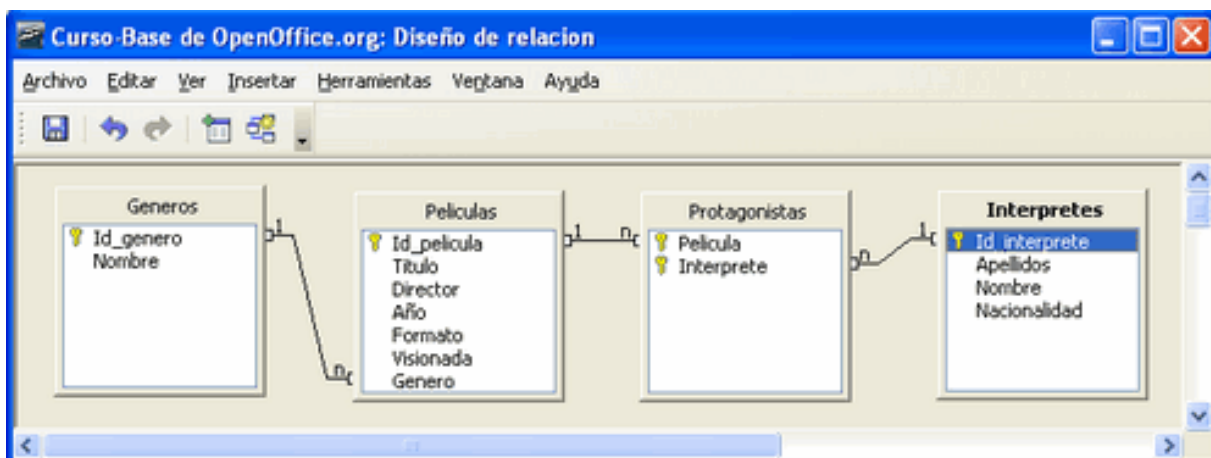 Curso-Base de OpenOffice.org: Diseño de relacion
Archivo Editar Ver Insertar Herramientas Ventana Ayuda
Generos
Id_genero
Nombre
1
n
Peliculas
Id_pelicula
Titulo
Director
Año
Formato
Visionada
Genero
1
n
Protagonistas
Pelicula
Interprete
n
1
Interpretes
Id_interprete
Apellidos
Nombre
Nacionalidad